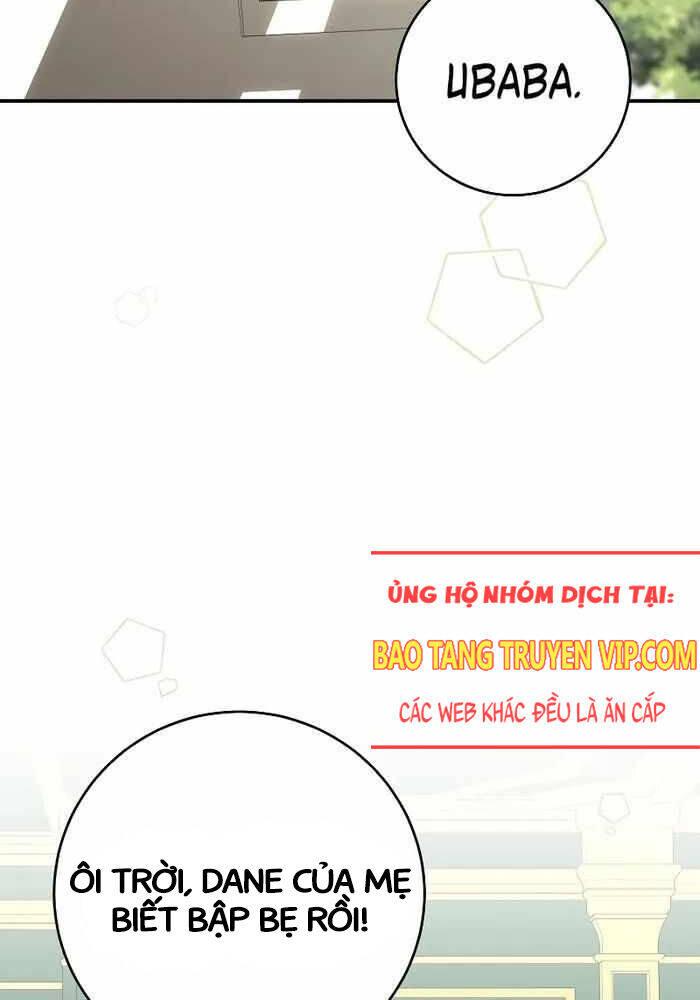 UBABA.
ỦNG HỘ NHÓM DỊCH TẠI:
BAO TANG TRUYEN VIP.COM
CÁC WEB KHÁC ĐỀU LÀ ĂN CẮP
ÔI TRỜI, DANE CỦA MẸ
BIẾT BẬP BẸ RỒI!